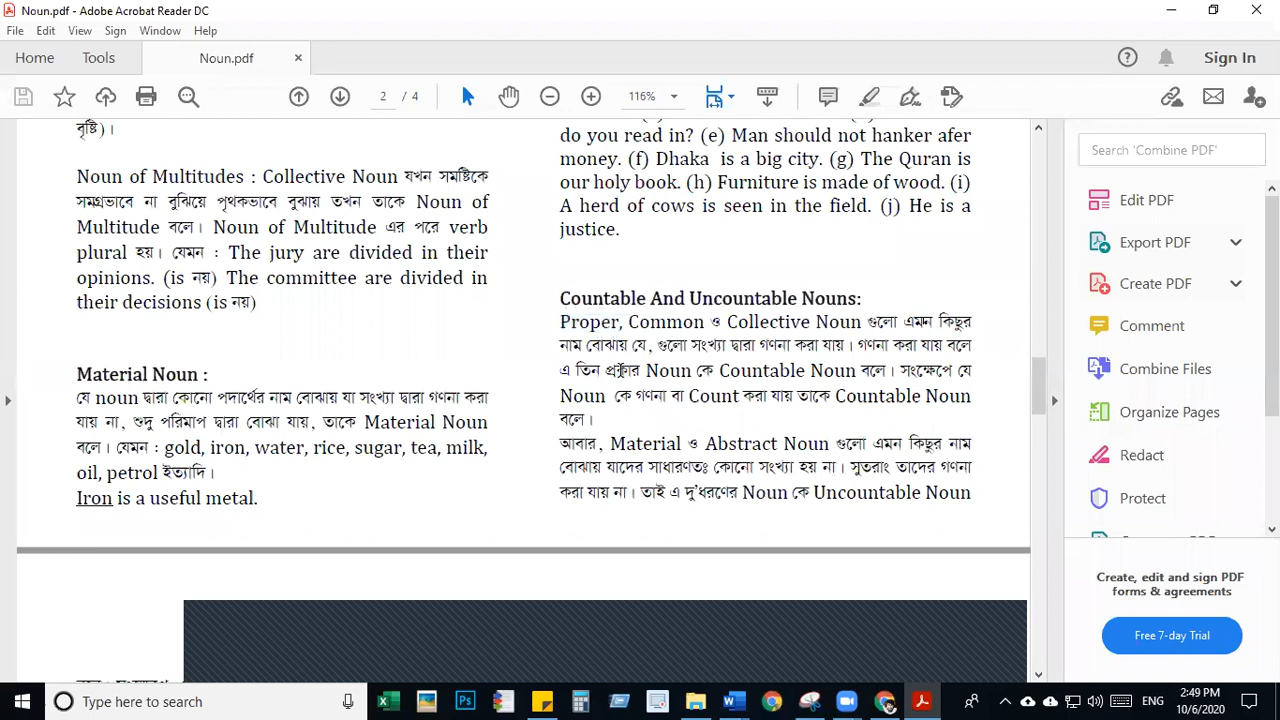 Noun.pdf - Adobe Acrobat Reader DC
File Edit View Sign Window Help
Home Tools Noun.pdf × Sign In
2 / 4 116%
বৃষ্টি)।
Noun of Multitudes : Collective Noun যখন সমষ্টিকে
সমগ্রভাবে না বুঝিয়ে পৃথকভাবে বুঝায় তখন তাকে Noun of
Multitude বলে। Noun of Multitude এর পরে verb
plural হয়। যেমন : The jury are divided in their
opinions. (is নয়) The committee are divided in
their decisions (is নয়)
Material Noun :
যে noun দ্বারা কোনো পদার্থের নাম বোঝায় যা সংখ্যা দ্বারা গণনা করা
যায় না, শুদু পরিমাপ দ্বারা বোঝা যায়, তাকে Material Noun
বলে। যেমন : gold, iron, water, rice, sugar, tea, milk,
oil, petrol ইত্যাদি।
Iron is a useful metal.
do you read in? (e) Man should not hanker afer
money. (f) Dhaka is a big city. (g) The Quran is
our holy book. (h) Furniture is made of wood. (i)
A herd of cows is seen in the field. (j) He is a
justice.
Countable And Uncountable Nouns:
Proper, Common ও Collective Noun গুলো এমন কিছুর
নাম বোঝায় যে, গুলো সংখ্যা দ্বারা গণনা করা যায়। গণনা করা যায় বলে
এ তিন প্রকার Noun কে Countable Noun বলে। সংক্ষেপে যে
Noun কে গণনা বা Count করা যায় তাকে Countable Noun
বলে।
আবার, Material ও Abstract Noun গুলো এমন কিছুর নাম
বোঝায় যাদের সাধারণতঃ কোনো সংখ্যা হয় না। সুতরাং তাদের গণনা
করা যায় না। তাই এ দু'ধরণের Noun কে Uncountable Noun
Search 'Combine PDF'
Edit PDF
Export PDF
Create PDF
Comment
Combine Files
Organize Pages
Redact
Protect
Create, edit and sign PDF
forms & agreements
Free 7-day Trial
Type here to search
ENG
2:49 PM
10/6/2020